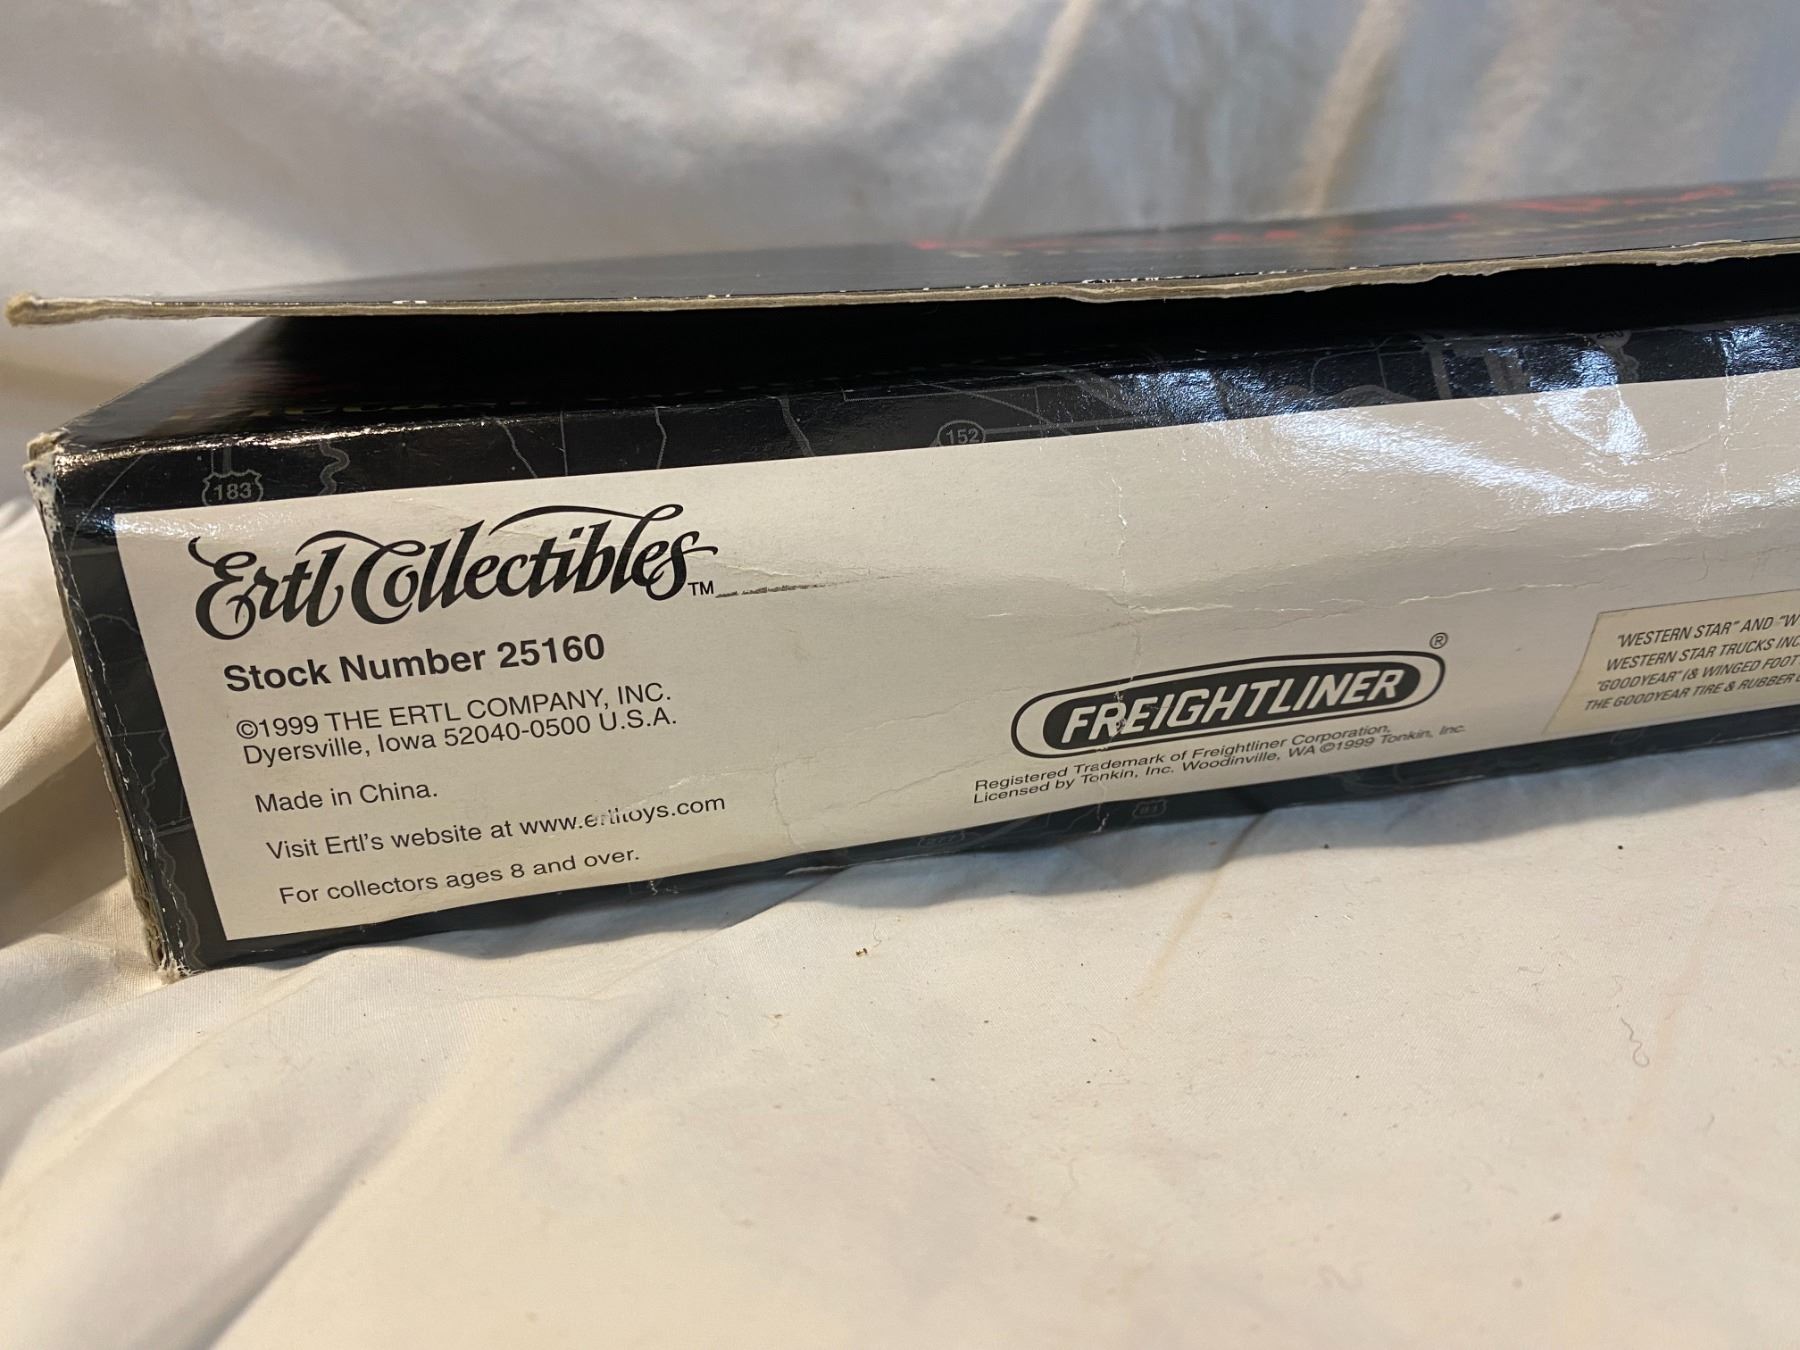 152
183
Ertl Collectibles™
Stock Number 25160
©1999 THE ERTL COMPANY, INC.
Dyersville, Iowa 52040-0500 U.S.A.
Made in China.
Visit Ertl's website at www.ertltoys.com
For collectors ages 8 and over.
FREIGHTLINER®
Registered Trademark of Freightliner Corporation.
Licensed by Tonkin, Inc. Woodinville, WA ©1999 Tonkin, Inc.
"WESTERN STAR" AND "W
WESTERN STAR TRUCKS INC
"GOODYEAR" (& WINGED FOOT
THE GOODYEAR TIRE & RUBBER